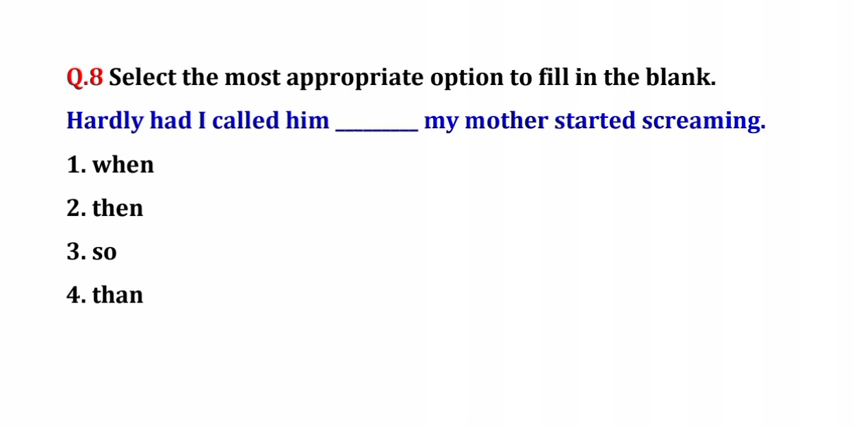 Q.8 Select the most appropriate option to fill in the blank.
Hardly had I called him _________ my mother started screaming.
1. when
2. then
3. so
4. than